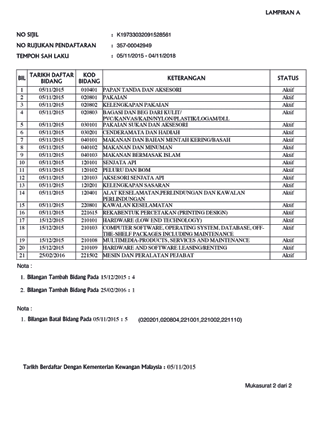 LAMPIRAN A
NO SIJIL : K19733032091528561
NO RUJUKAN PENDAFTARAN : 357-00042949
TEMPOH SAH LAKU : 05/11/2015 - 04/11/2018
BIL TARIKH DAFTAR BIDANG KOD BIDANG KETERANGAN STATUS
1 05/11/2015 010401 PAPAN TANDA DAN AKSESORI Aktif
2 05/11/2015 020801 PAKAIAN Aktif
3 05/11/2015 020802 KELENGKAPAN PAKAIAN Aktif
4 05/11/2015 020803 BAGASI DAN BEG DARI KULIT/
PVC/KANVAS/KAIN/NYLON/PLASTIK/LOGAM/DLL Aktif
5 05/11/2015 030101 PAKAIAN SUKAN DAN AKSESORI Aktif
6 05/11/2015 030201 CENDERAMATA DAN HADIAH Aktif
7 05/11/2015 040101 MAKANAN DAN BAHAN MENTAH KERING/BASAH Aktif
8 05/11/2015 040102 MAKANAN DAN MINUMAN Aktif
9 05/11/2015 040103 MAKANAN BERMASAK ISLAM Aktif
10 05/11/2015 120101 SENJATA API Aktif
11 05/11/2015 120102 PELURU DAN BOM Aktif
12 05/11/2015 120103 AKSESORI SENJATA API Aktif
13 05/11/2015 120201 KELENGKAPAN SASARAN Aktif
14 05/11/2015 120401 ALAT KESELAMATAN,PERLINDUNGAN DAN KAWALAN
PERLINDUNGAN Aktif
15 05/11/2015 220801 KAWALAN KESELAMATAN Aktif
16 05/11/2015 221615 REKABENTUK PERCETAKAN (PRINTING DESIGN) Aktif
17 15/12/2015 210101 HARDWARE (LOW END TECHNOLOGY) Aktif
18 15/12/2015 210103 COMPUTER SOFTWARE, OPERATING SYSTEM, DATABASE, OFF-
THE-SHELF PACKAGES INCLUDING MAINTENANCE Aktif
19 15/12/2015 210108 MULTIMEDIA-PRODUCTS, SERVICES AND MAINTENANCE Aktif
20 15/12/2015 210109 HARDWARE AND SOFTWARE LEASING/RENTING Aktif
21 25/02/2016 221502 MESIN DAN PERALATAN PEJABAT Aktif
Nota :
1. Bilangan Tambah Bidang Pada 15/12/2015 : 4
2. Bilangan Tambah Bidang Pada 25/02/2016 : 1
Nota :
1. Bilangan Batal Bidang Pada 05/11/2015 : 5 (020201,020804,221001,221002,221110)
Tarikh Berdaftar Dengan Kementerian Kewangan Malaysia : 05/11/2015
Mukasurat 2 dari 2